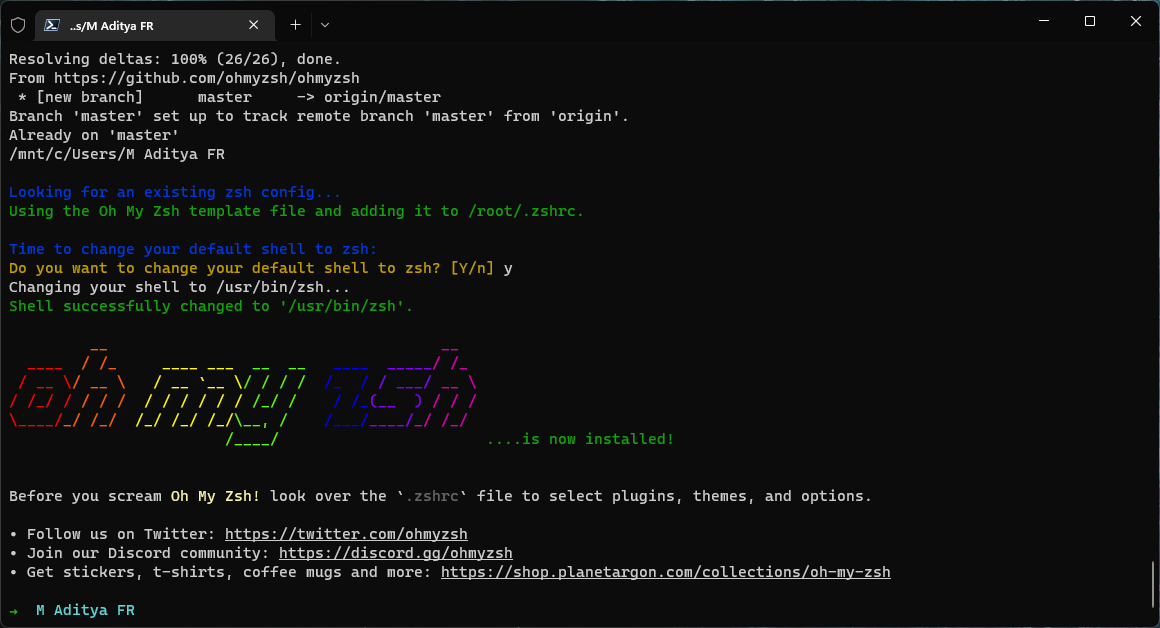 ..s/M Aditya FR
Resolving deltas: 100% (26/26), done.
From https://github.com/ohmyzsh/ohmyzsh
 * [new branch]      master     -> origin/master
Branch 'master' set up to track remote branch 'master' from 'origin'.
Already on 'master'
/mnt/c/Users/M Aditya FR
Looking for an existing zsh config...
Using the Oh My Zsh template file and adding it to /root/.zshrc.
Time to change your default shell to zsh:
Do you want to change your default shell to zsh? [Y/n] y
Changing your shell to /usr/bin/zsh...
Shell successfully changed to '/usr/bin/zsh'.
oh my zsh
....is now installed!
Before you scream Oh My Zsh! look over the `.zshrc` file to select plugins, themes, and options.
• Follow us on Twitter: https://twitter.com/ohmyzsh
• Join our Discord community: https://discord.gg/ohmyzsh
• Get stickers, t-shirts, coffee mugs and more: https://shop.planetargon.com/collections/oh-my-zsh
→  M Aditya FR